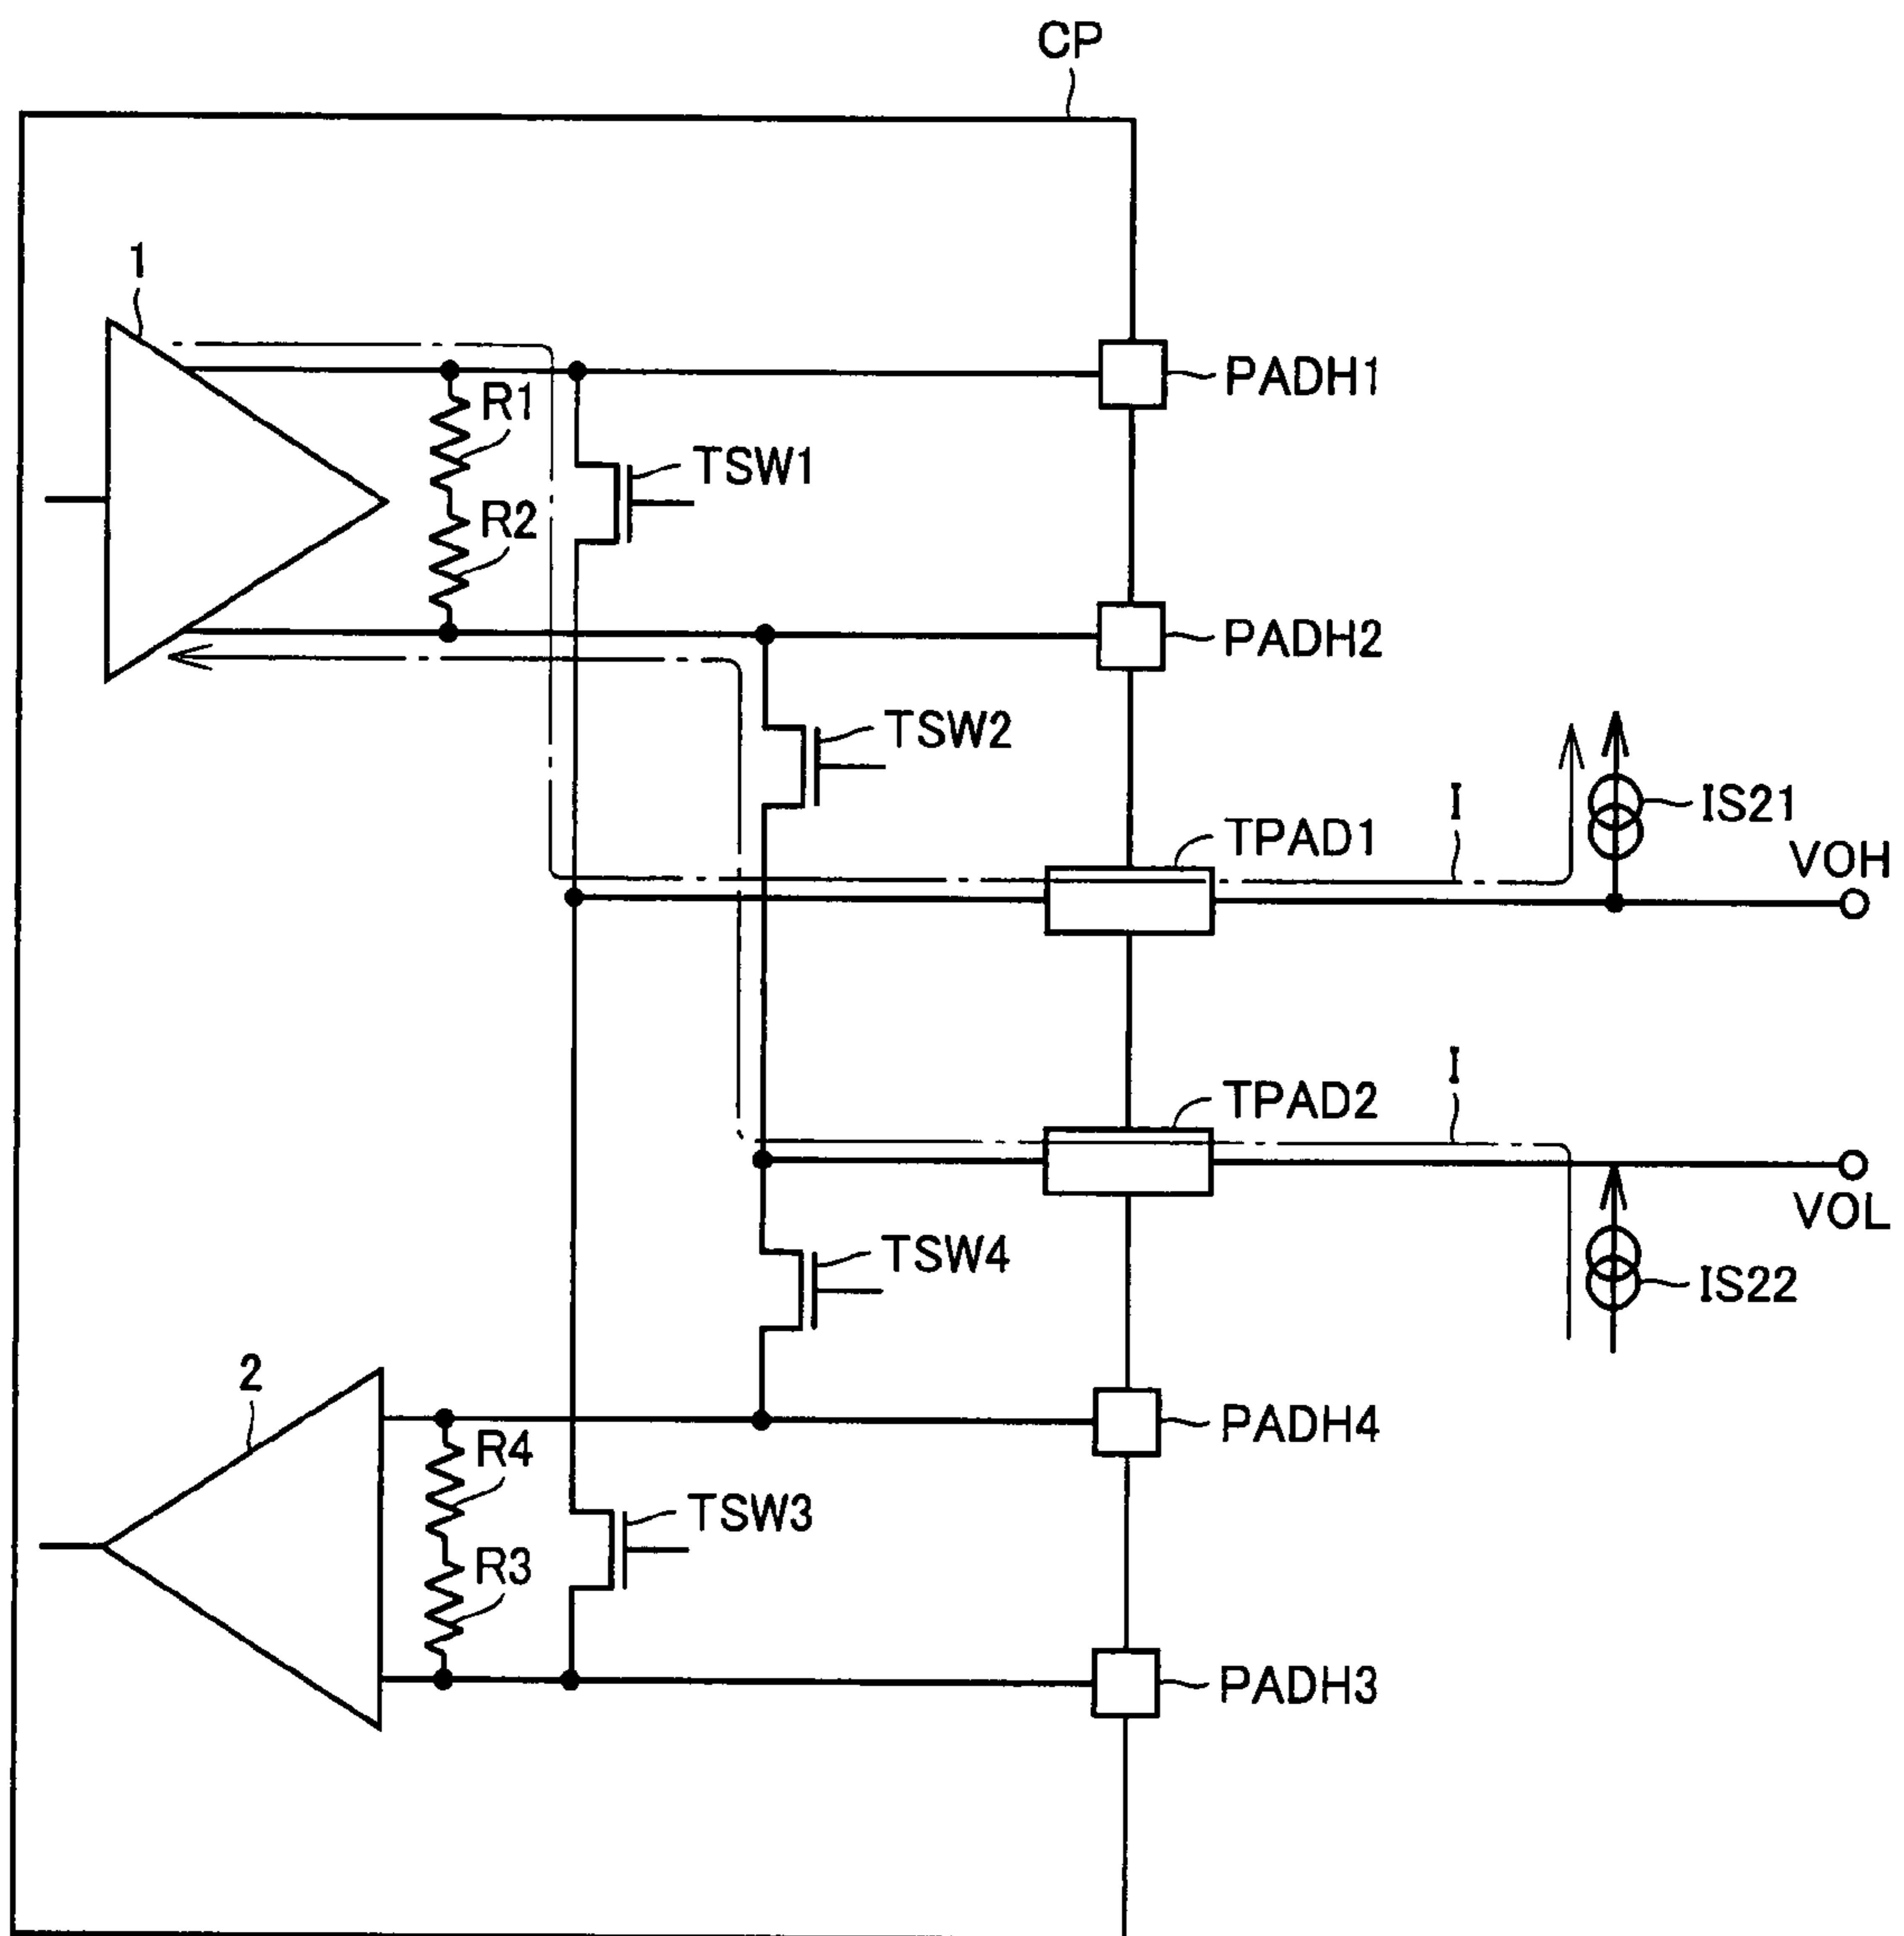 CP
1
R1
PADH1
TSW1
R2
PADH2
TSW2
IS21
I
TPAD1
VOH
I
TPAD2
VOL
TSW4
IS22
2
PADH4
R4
TSW3
R3
PADH3